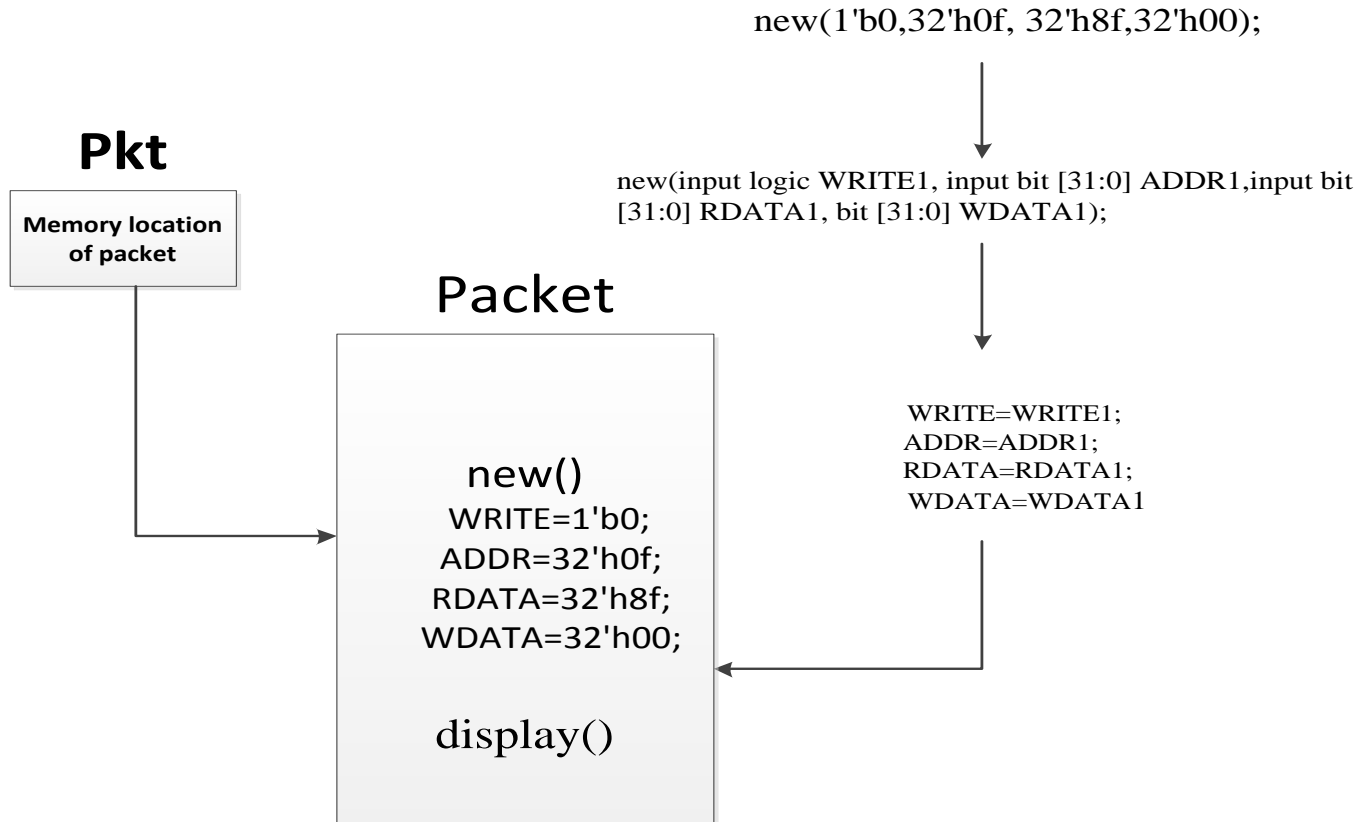 new(1'b0,32'h0f, 32'h8f,32'h00);
Pkt
Memory location
of packet
new(input logic WRITE1, input bit [31:0] ADDR1,input bit
[31:0] RDATA1, bit [31:0] WDATA1);
Packet
new()
WRITE=1'b0;
ADDR=32'h0f;
RDATA=32'h8f;
WDATA=32'h00;
display()
WRITE=WRITE1;
ADDR=ADDR1;
RDATA=RDATA1;
WDATA=WDATA1